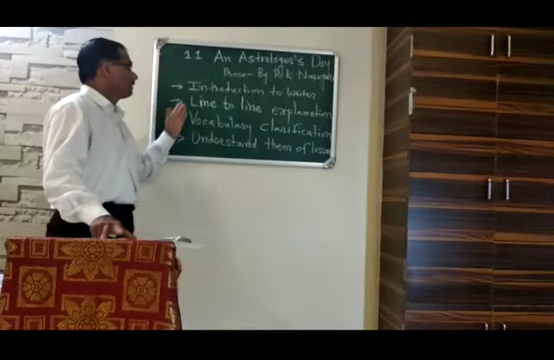 11 An Astrologer's Day
Prose - By R.K Narayan
→ Introduction to Writer
→ Line to line explanation
Vocabulary Clarification
→ Understand them of lesson